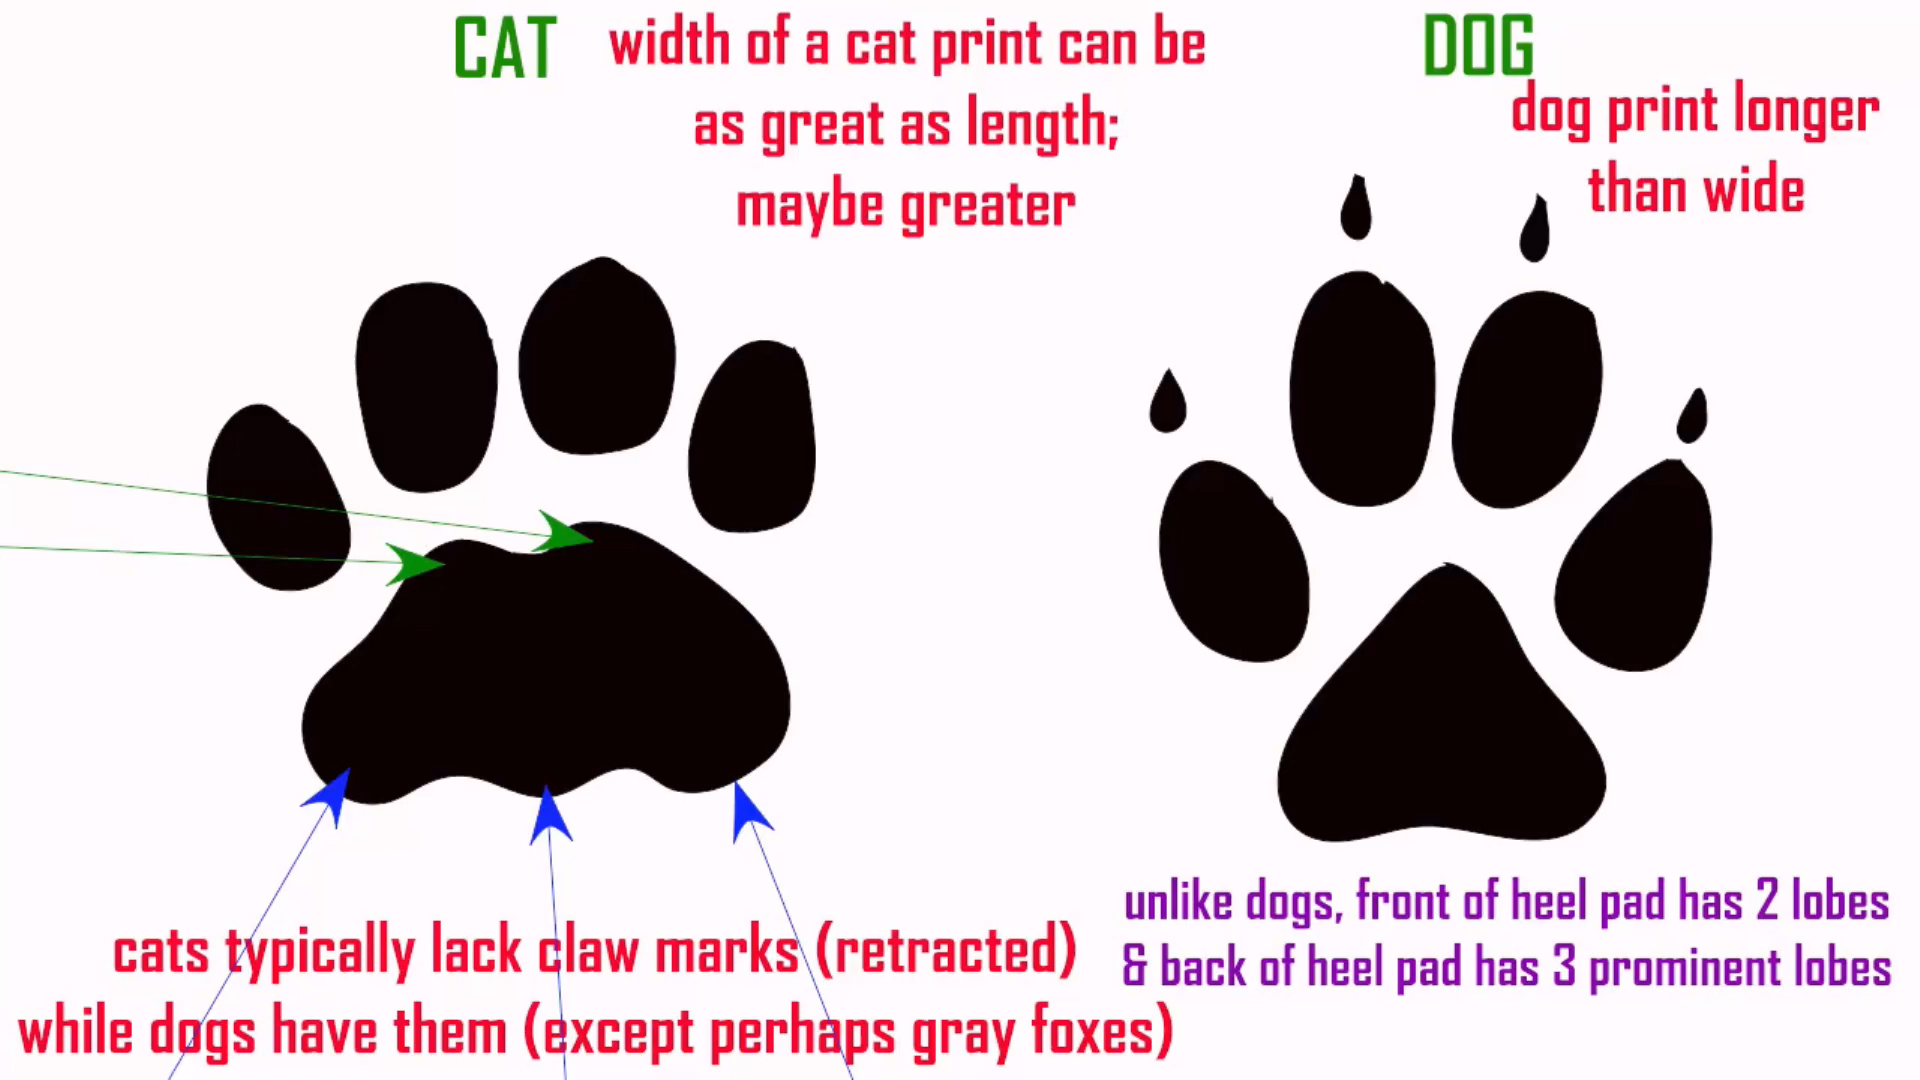 CAT
width of a cat print can be
as great as length;
maybe greater
DOG
dog print longer
than wide
cats typically lack claw marks (retracted)
while dogs have them (except perhaps gray foxes)
unlike dogs, front of heel pad has 2 lobes
& back of heel pad has 3 prominent lobes